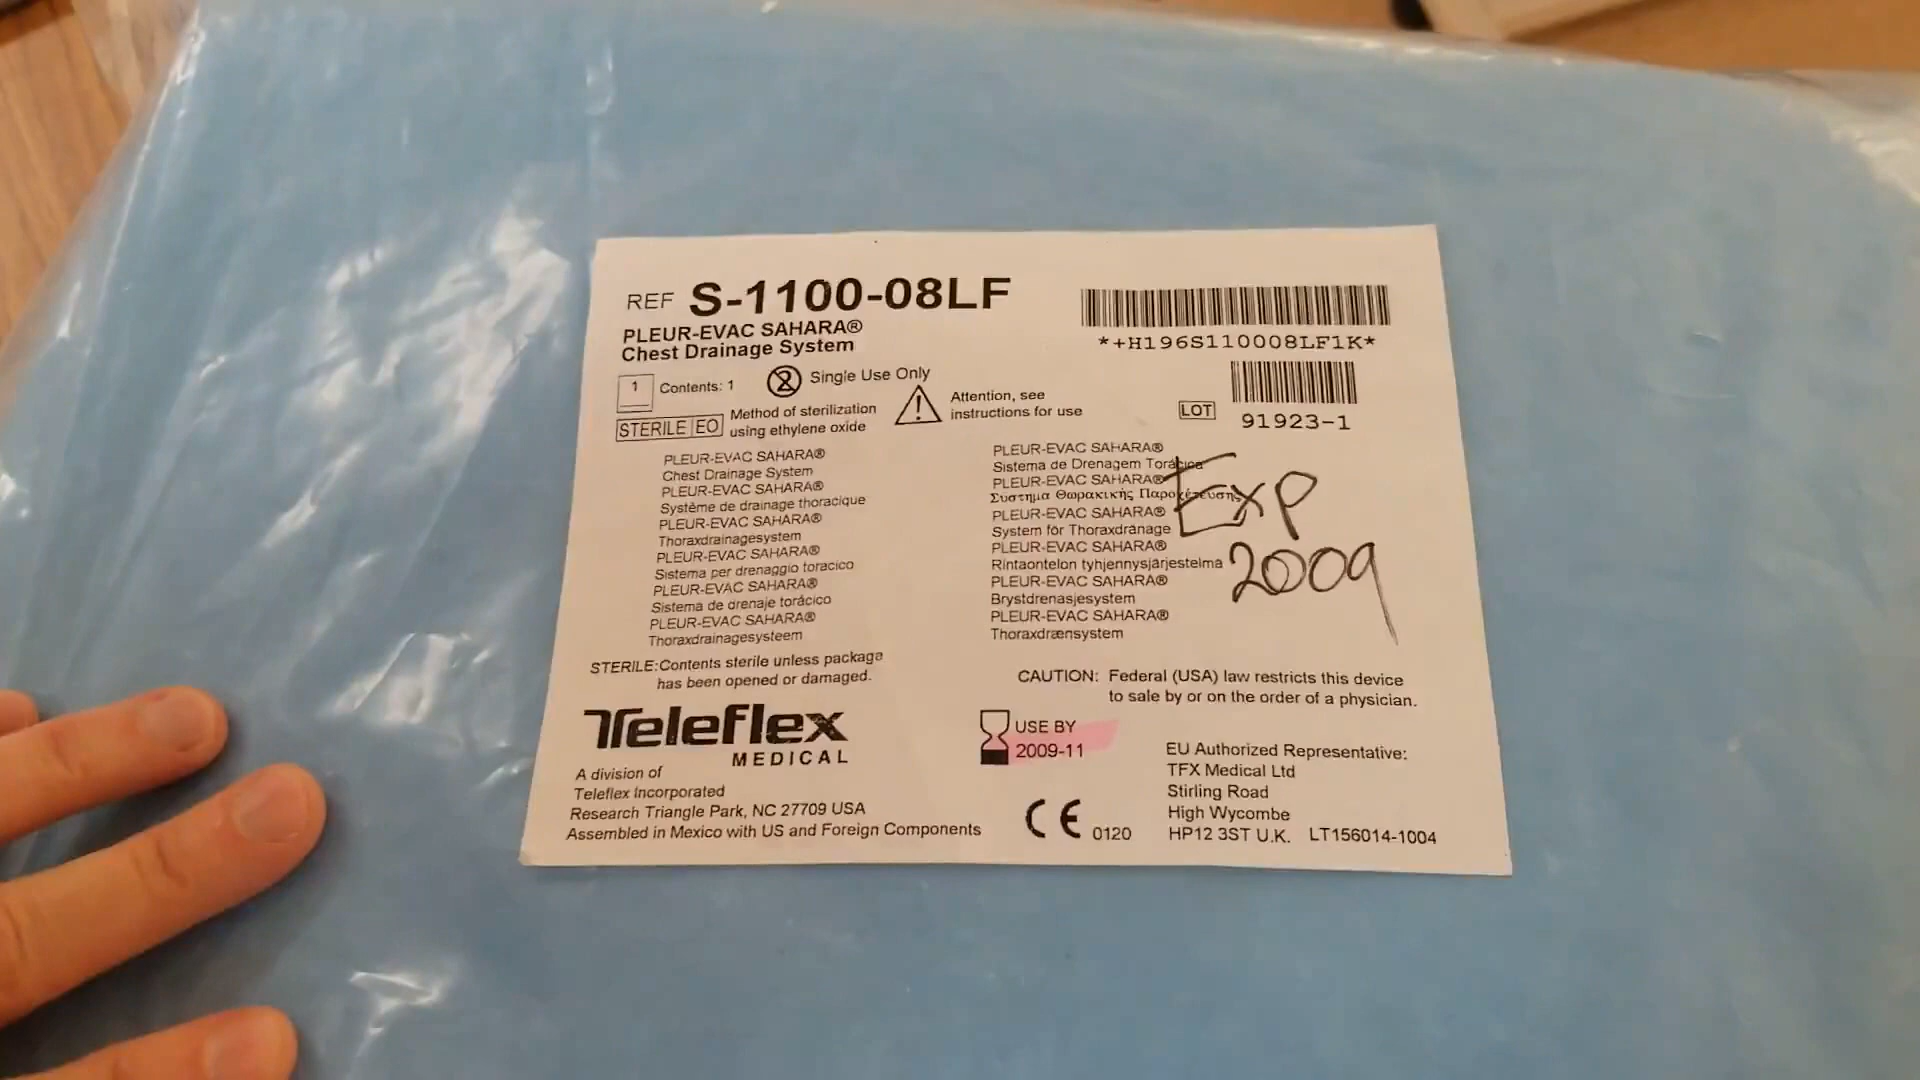 REF S-1100-08LF
PLEUR-EVAC SAHARA®
Chest Drainage System
*+H196S110008LF1K*
1 Contents: 1
2 Single Use Only
STERILE EO Method of sterilization
using ethylene oxide
Attention, see
instructions for use
LOT 91923-1
PLEUR-EVAC SAHARA®
Chest Drainage System
PLEUR-EVAC SAHARA®
Système de drainage thoracique
PLEUR-EVAC SAHARA®
Thoraxdrainagesystem
PLEUR-EVAC SAHARA®
Sistema per drenaggio toracico
PLEUR-EVAC SAHARA®
Sistema de drenaje torácico
PLEUR-EVAC SAHARA®
Thoraxdrainagesysteem
PLEUR-EVAC SAHARA®
Sistema de Drenagem Torácica
PLEUR-EVAC SAHARA®
Συστημα Θωρακικής Παροχέτευσης
PLEUR-EVAC SAHARA®
System för Thoraxdränage
PLEUR-EVAC SAHARA®
Rintaontelon tyhjennysjärjestelma
PLEUR-EVAC SAHARA®
Brystdrenasjesystem
PLEUR-EVAC SAHARA®
Thoraxdrænsystem
Exp
2009
STERILE:Contents sterile unless package
has been opened or damaged.
CAUTION: Federal (USA) law restricts this device
to sale by or on the order of a physician.
Teleflex
MEDICAL
A division of
Teleflex Incorporated
Research Triangle Park, NC 27709 USA
Assembled in Mexico with US and Foreign Components
USE BY
2009-11
CE 0120
EU Authorized Representative:
TFX Medical Ltd
Stirling Road
High Wycombe
HP12 3ST U.K. LT156014-1004